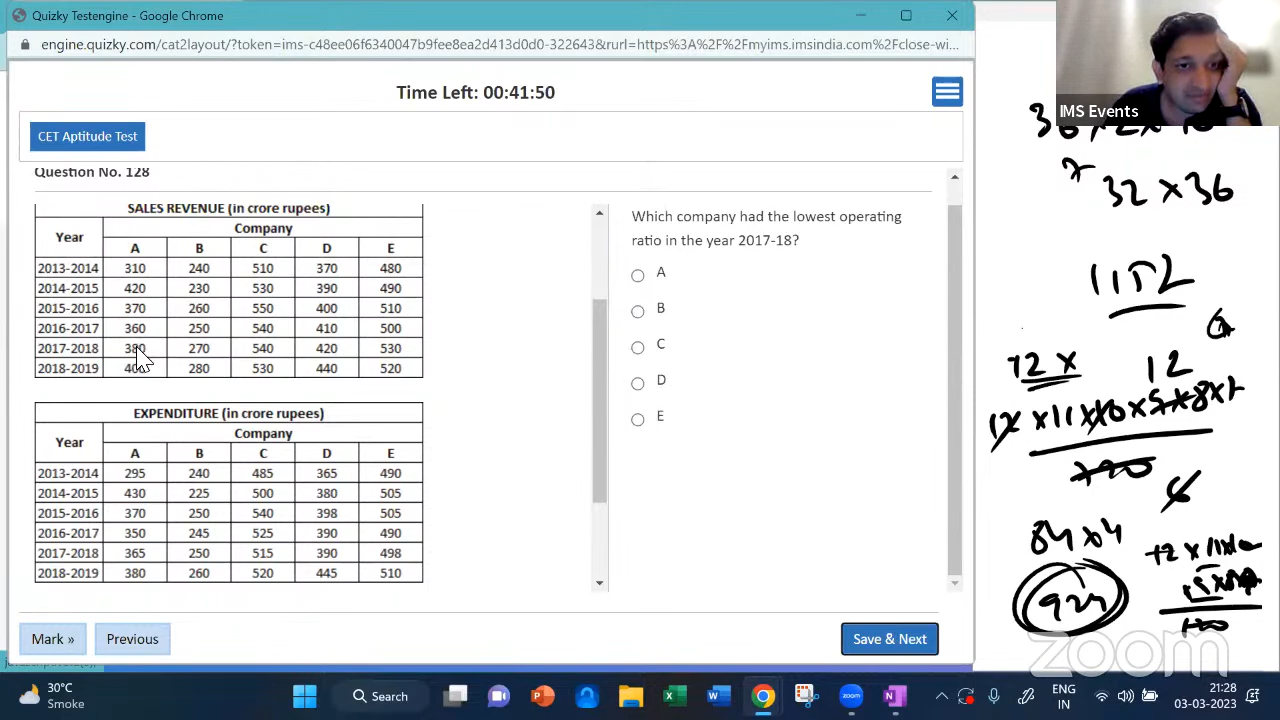 Quizky Testengine - Google Chrome
engine.quizky.com/cat2layout/?token=ims-c48ee06f6340047b9fee8ea2d413d0d0-322643&rurl=https%3A%2F%2Fmyims.imsindia.com%2Fclose-wi...
Time Left: 00:41:50
CET Aptitude Test
Question No. 128
SALES REVENUE (in crore rupees)
Year Company
A B C D E
2013-2014 310 240 510 370 480
2014-2015 420 230 530 390 490
2015-2016 370 260 550 400 510
2016-2017 360 250 540 410 500
2017-2018 380 270 540 420 530
2018-2019 280 530 440 520
EXPENDITURE (in crore rupees)
Year Company
A B C D E
2013-2014 295 240 485 365 490
2014-2015 430 225 500 380 505
2015-2016 370 250 540 398 505
2016-2017 350 245 525 390 490
2017-2018 365 250 515 390 498
2018-2019 380 260 520 445 510
Which company had the lowest operating
ratio in the year 2017-18?
A
B
C
D
E
Mark »
Previous
Save & Next
IMS Events
32 x 36
1152
72 x 12
84 x 4
924
zoom
30°C
Smoke
Search
ENG
IN
21:28
03-03-2023